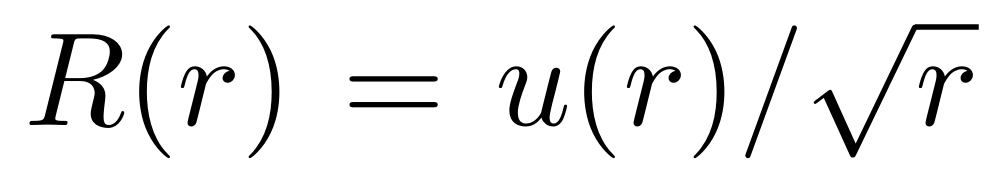 R(r) = u(r)/√r